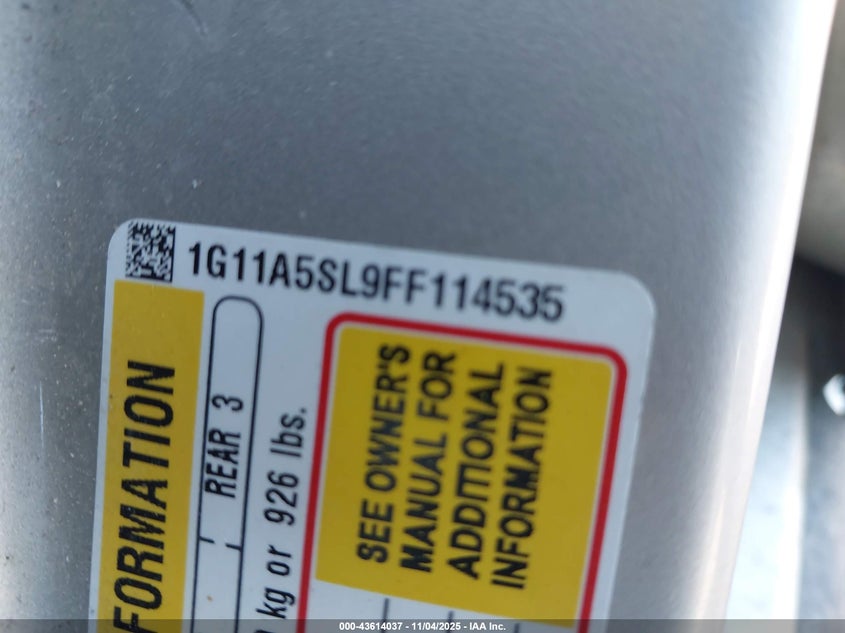 1G11A5SL9FF114535
FORMATION
REAR 3
kg or 926 lbs.
SEE OWNER'S
MANUAL FOR
ADDITIONAL
INFORMATION
000-43614037 - 11/04/2025 - IAA Inc.